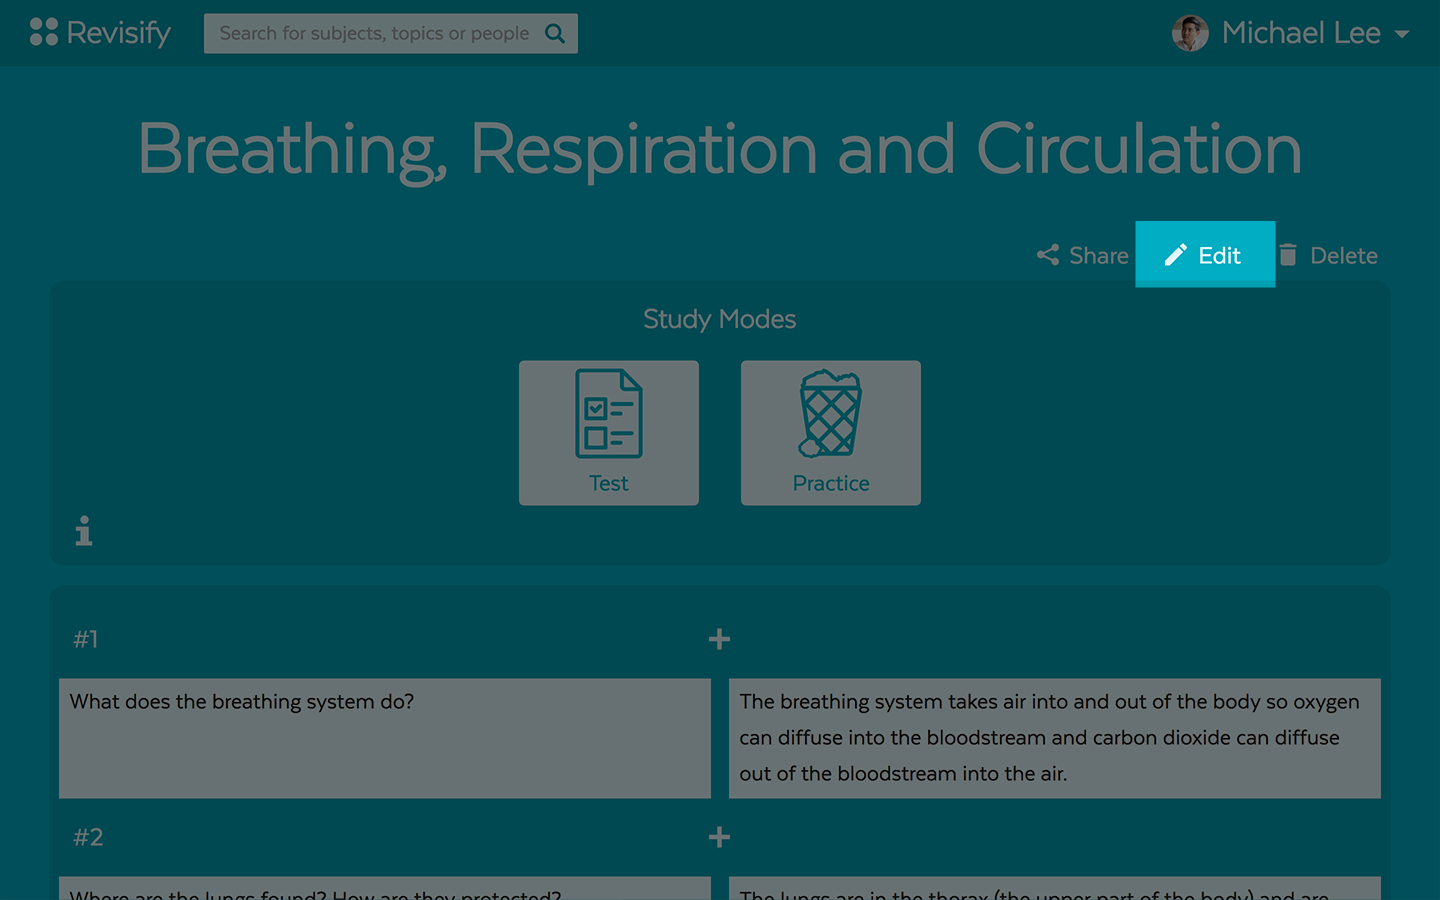 Revisify
Search for subjects, topics or people
Michael Lee
Breathing, Respiration and Circulation
Share
Edit
Delete
Study Modes
Test
Practice
#1
What does the breathing system do?
The breathing system takes air into and out of the body so oxygen
can diffuse into the bloodstream and carbon dioxide can diffuse
out of the bloodstream into the air.
#2
Where are the lungs found? How are they protected?
The lungs are in the thorax (the upper part of the body) and are